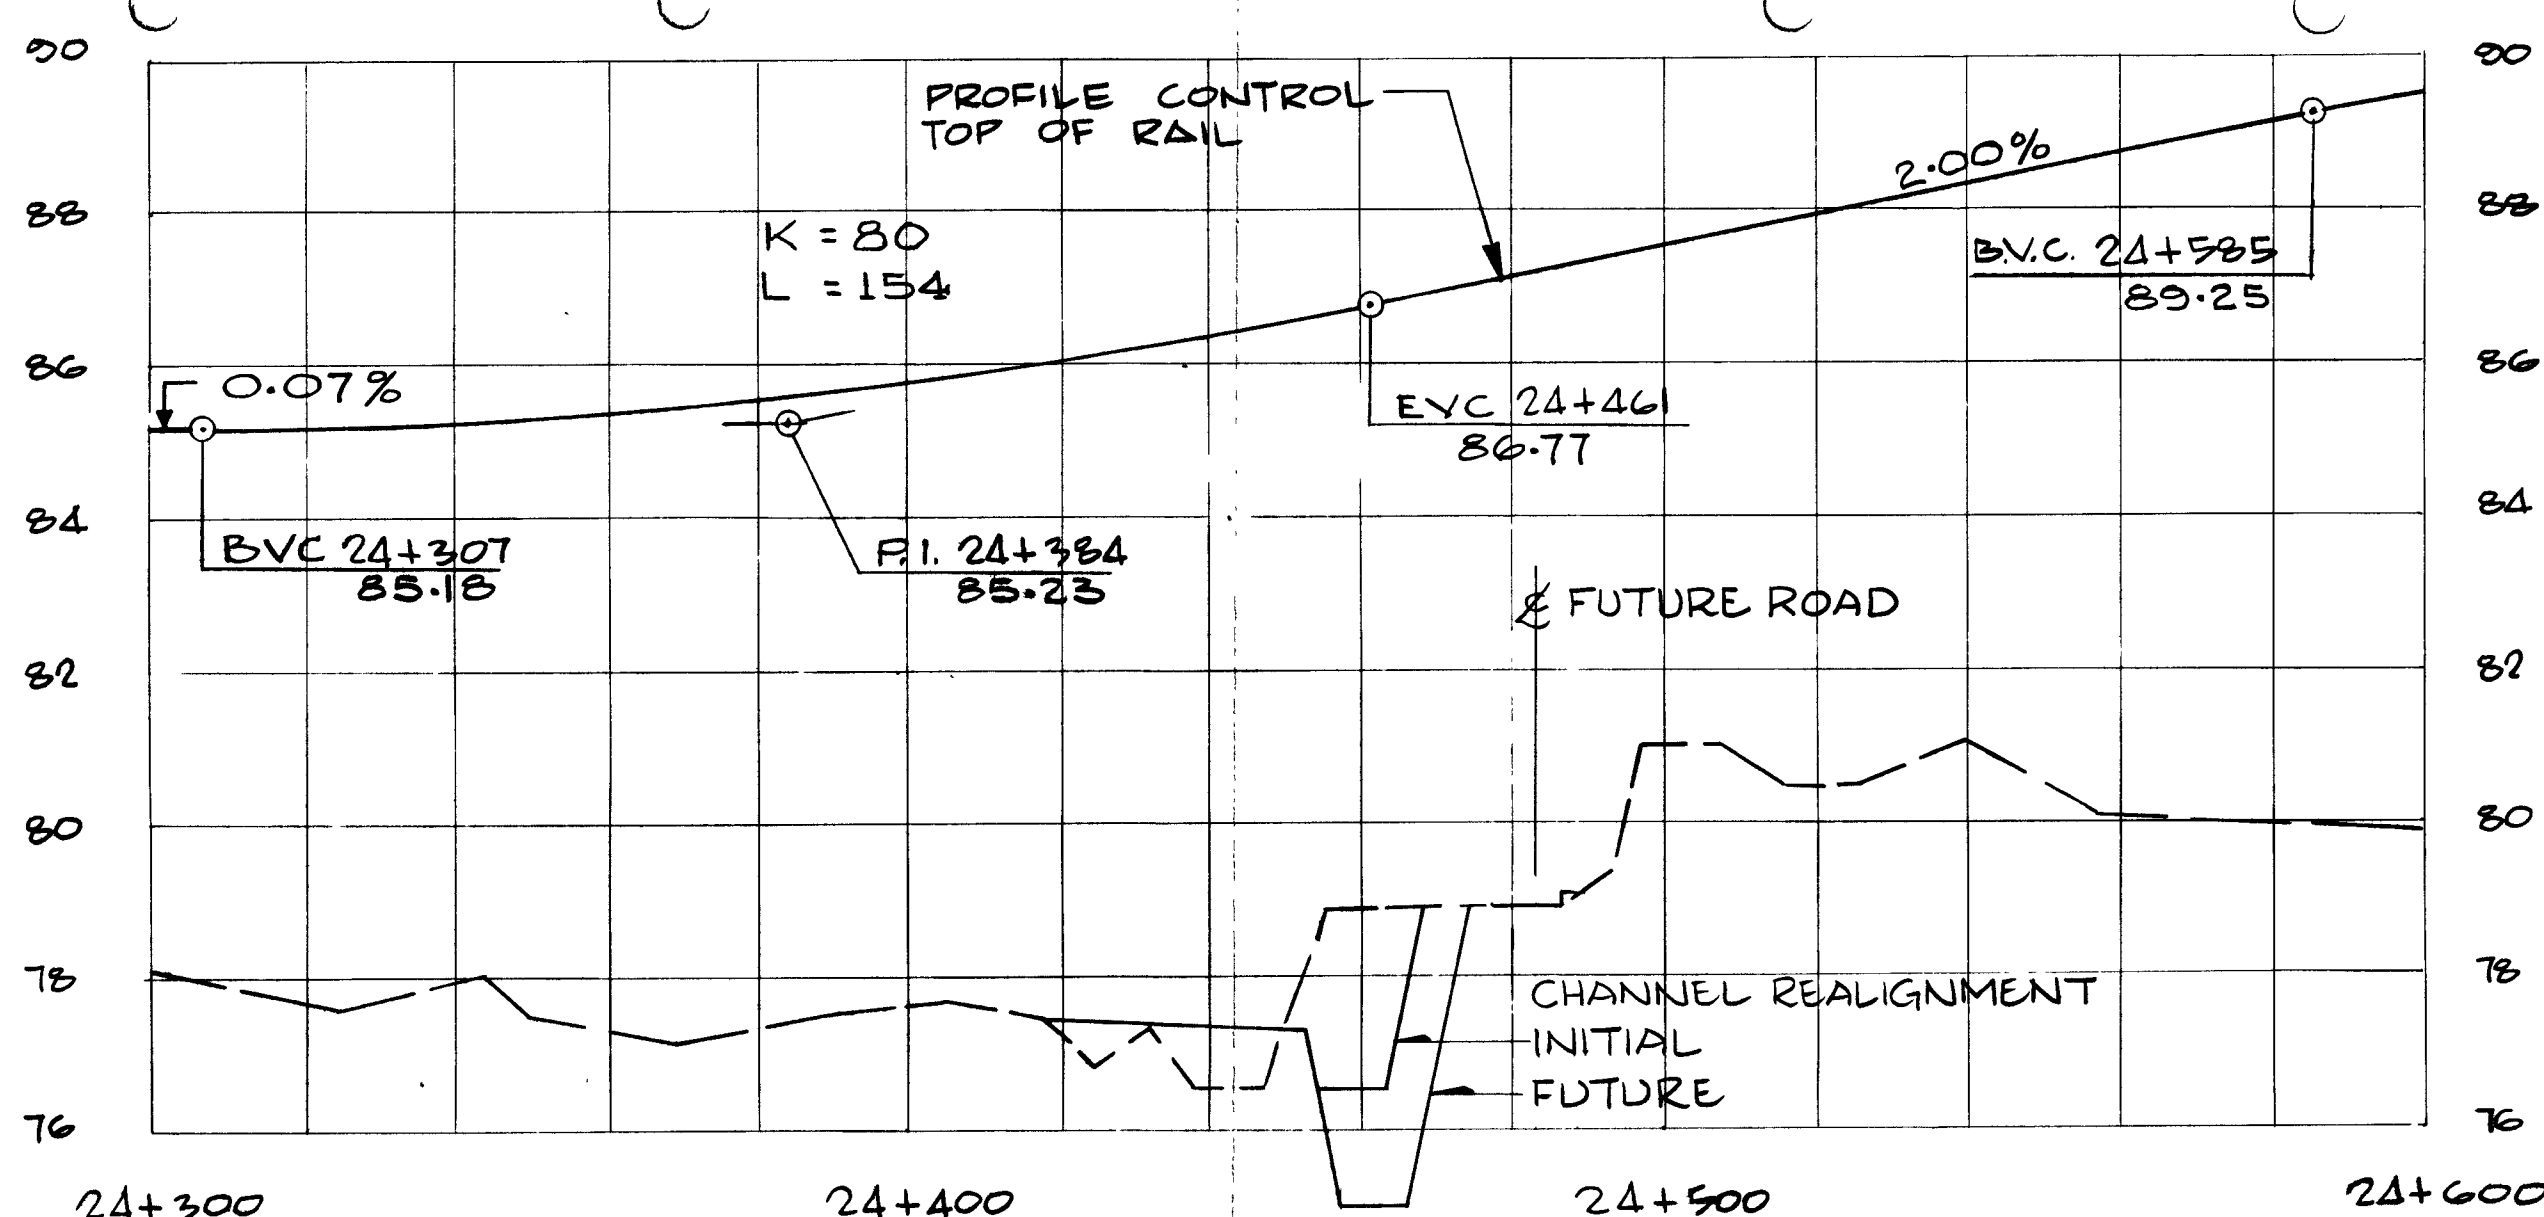 90 90
PROFILE CONTROL
TOP OF RAIL
2.00%
88 88
K = 80
L = 154
B.V.C. 24+585
89.25
86 86
0.07%
EVC 24+461
86.77
84 84
BVC 24+307
85.18
P.I. 24+384
85.23
℄ FUTURE ROAD
82 82
80 80
78 78
CHANNEL REALIGNMENT
INITIAL
FUTURE
76 76
24+300 24+400 24+500 24+600